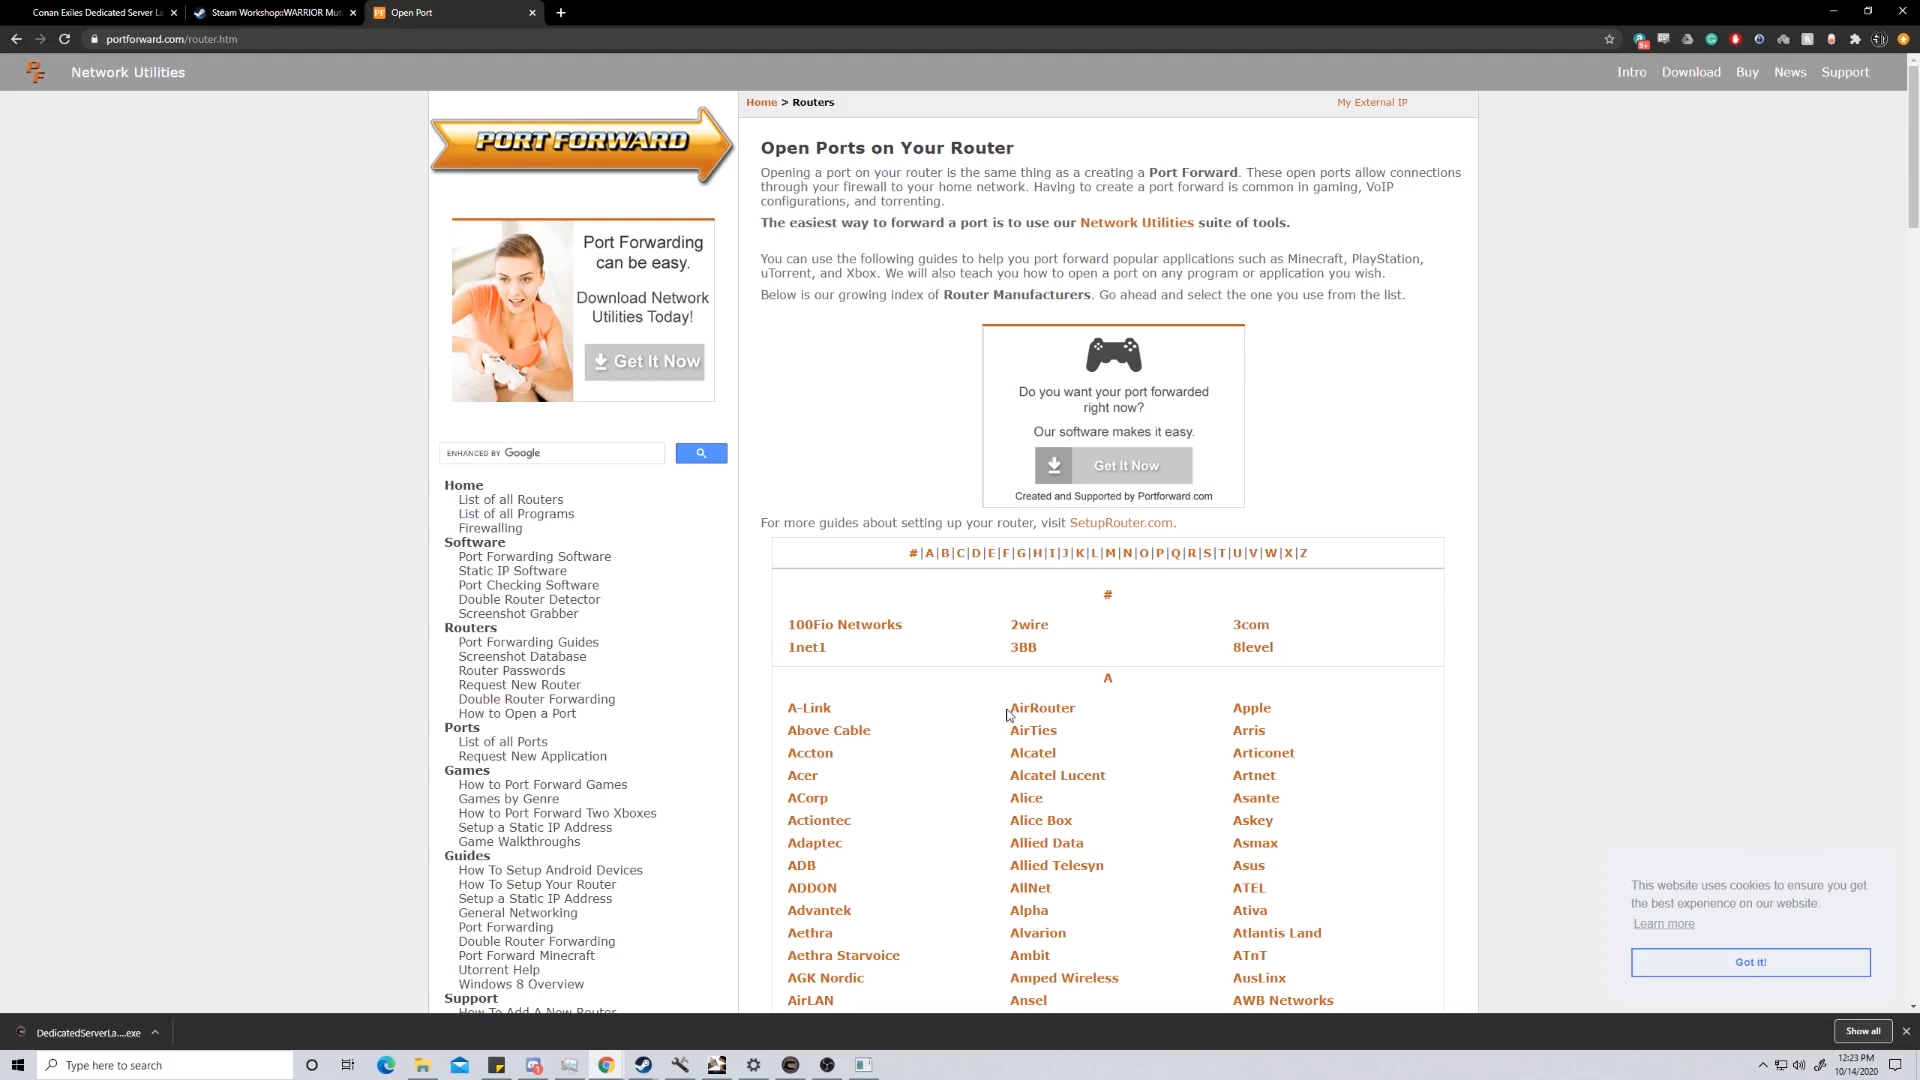 Conan Exiles Dedicated Server La
Steam Workshop::WARRIOR Mut
Open Port
portforward.com/router.htm
Network Utilities
Intro
Download
Buy
News
Support
PORT FORWARD
Home > Routers
My External IP
Open Ports on Your Router
Opening a port on your router is the same thing as a creating a Port Forward. These open ports allow connections
through your firewall to your home network. Having to create a port forward is common in gaming, VoIP
configurations, and torrenting.
The easiest way to forward a port is to use our Network Utilities suite of tools.
You can use the following guides to help you port forward popular applications such as Minecraft, PlayStation,
uTorrent, and Xbox. We will also teach you how to open a port on any program or application you wish.
Below is our growing index of Router Manufacturers. Go ahead and select the one you use from the list.
Port Forwarding
can be easy.
Download Network
Utilities Today!
Get It Now
Do you want your port forwarded
right now?
Our software makes it easy.
Get It Now
Created and Supported by Portforward.com
For more guides about setting up your router, visit SetupRouter.com.
ENHANCED BY Google
Home
List of all Routers
List of all Programs
Firewalling
Software
Port Forwarding Software
Static IP Software
Port Checking Software
Double Router Detector
Screenshot Grabber
Routers
Port Forwarding Guides
Screenshot Database
Router Passwords
Request New Router
Double Router Forwarding
How to Open a Port
Ports
List of all Ports
Request New Application
Games
How to Port Forward Games
Games by Genre
How to Port Forward Two Xboxes
Setup a Static IP Address
Game Walkthroughs
Guides
How To Setup Android Devices
How To Setup Your Router
Setup a Static IP Address
General Networking
Port Forwarding
Double Router Forwarding
Port Forward Minecraft
Utorrent Help
Windows 8 Overview
Support
How To Add A New Router
#|A|B|C|D|E|F|G|H|I|J|K|L|M|N|O|P|Q|R|S|T|U|V|W|X|Z
#
100Fio Networks
2wire
3com
1net1
3BB
8level
A
A-Link
AirRouter
Apple
Above Cable
AirTies
Arris
Accton
Alcatel
Articonet
Acer
Alcatel Lucent
Artnet
ACorp
Alice
Asante
Actiontec
Alice Box
Askey
Adaptec
Allied Data
Asmax
ADB
Allied Telesyn
Asus
ADDON
AllNet
ATEL
Advantek
Alpha
Ativa
Aethra
Alvarion
Atlantis Land
Aethra Starvoice
Ambit
ATnT
AGK Nordic
Amped Wireless
AusLinx
AirLAN
Ansel
AWB Networks
This website uses cookies to ensure you get
the best experience on our website.
Learn more
Got it!
DedicatedServerLa....exe
Show all
Type here to search
12:23 PM
10/14/2020